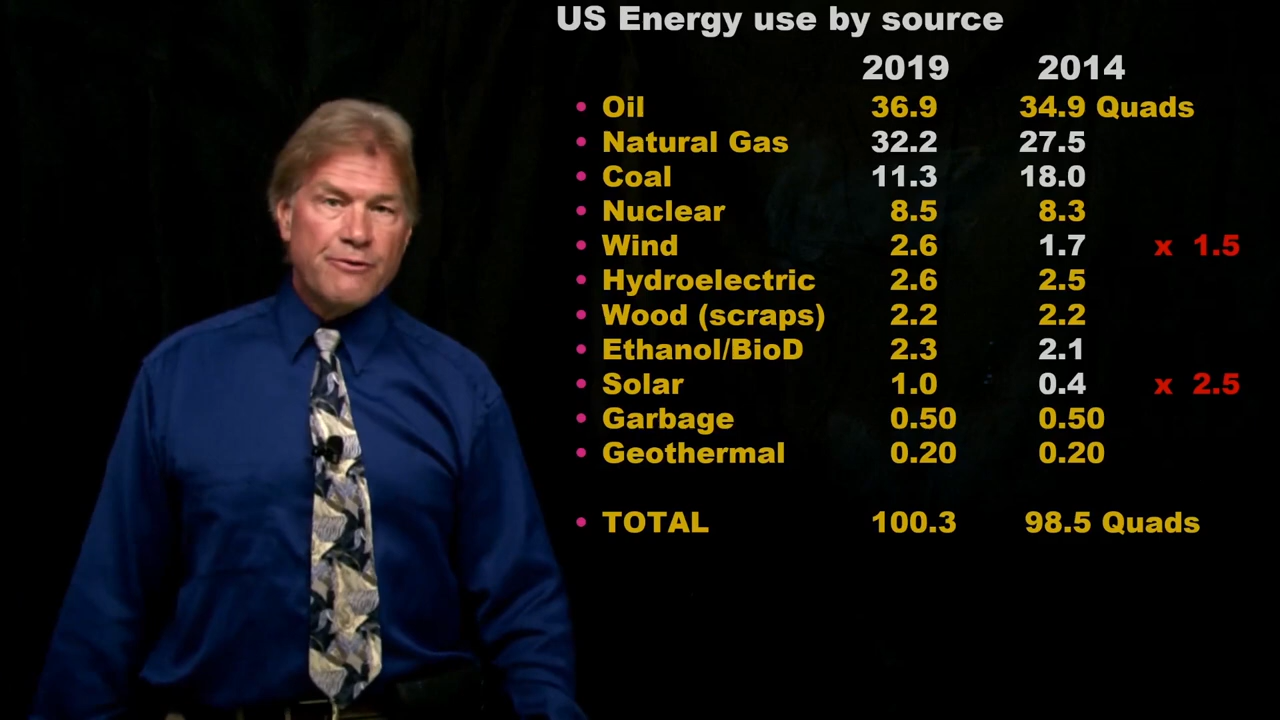 US Energy use by source
2019 2014
• Oil 36.9 34.9 Quads
• Natural Gas 32.2 27.5
• Coal 11.3 18.0
• Nuclear 8.5 8.3
• Wind 2.6 1.7 x 1.5
• Hydroelectric 2.6 2.5
• Wood (scraps) 2.2 2.2
• Ethanol/BioD 2.3 2.1
• Solar 1.0 0.4 x 2.5
• Garbage 0.50 0.50
• Geothermal 0.20 0.20
• TOTAL 100.3 98.5 Quads